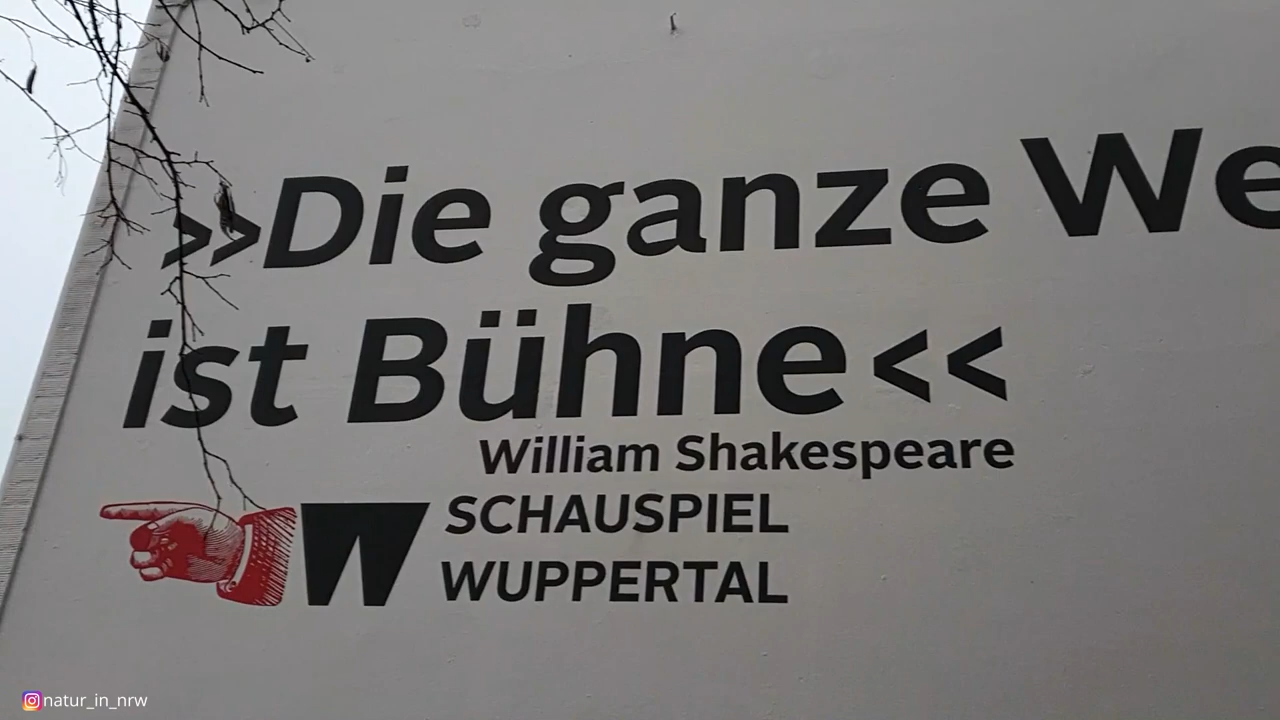 »Die ganze We
ist Bühne<<
William Shakespeare
W SCHAUSPIEL
WUPPERTAL
natur_in_nrw